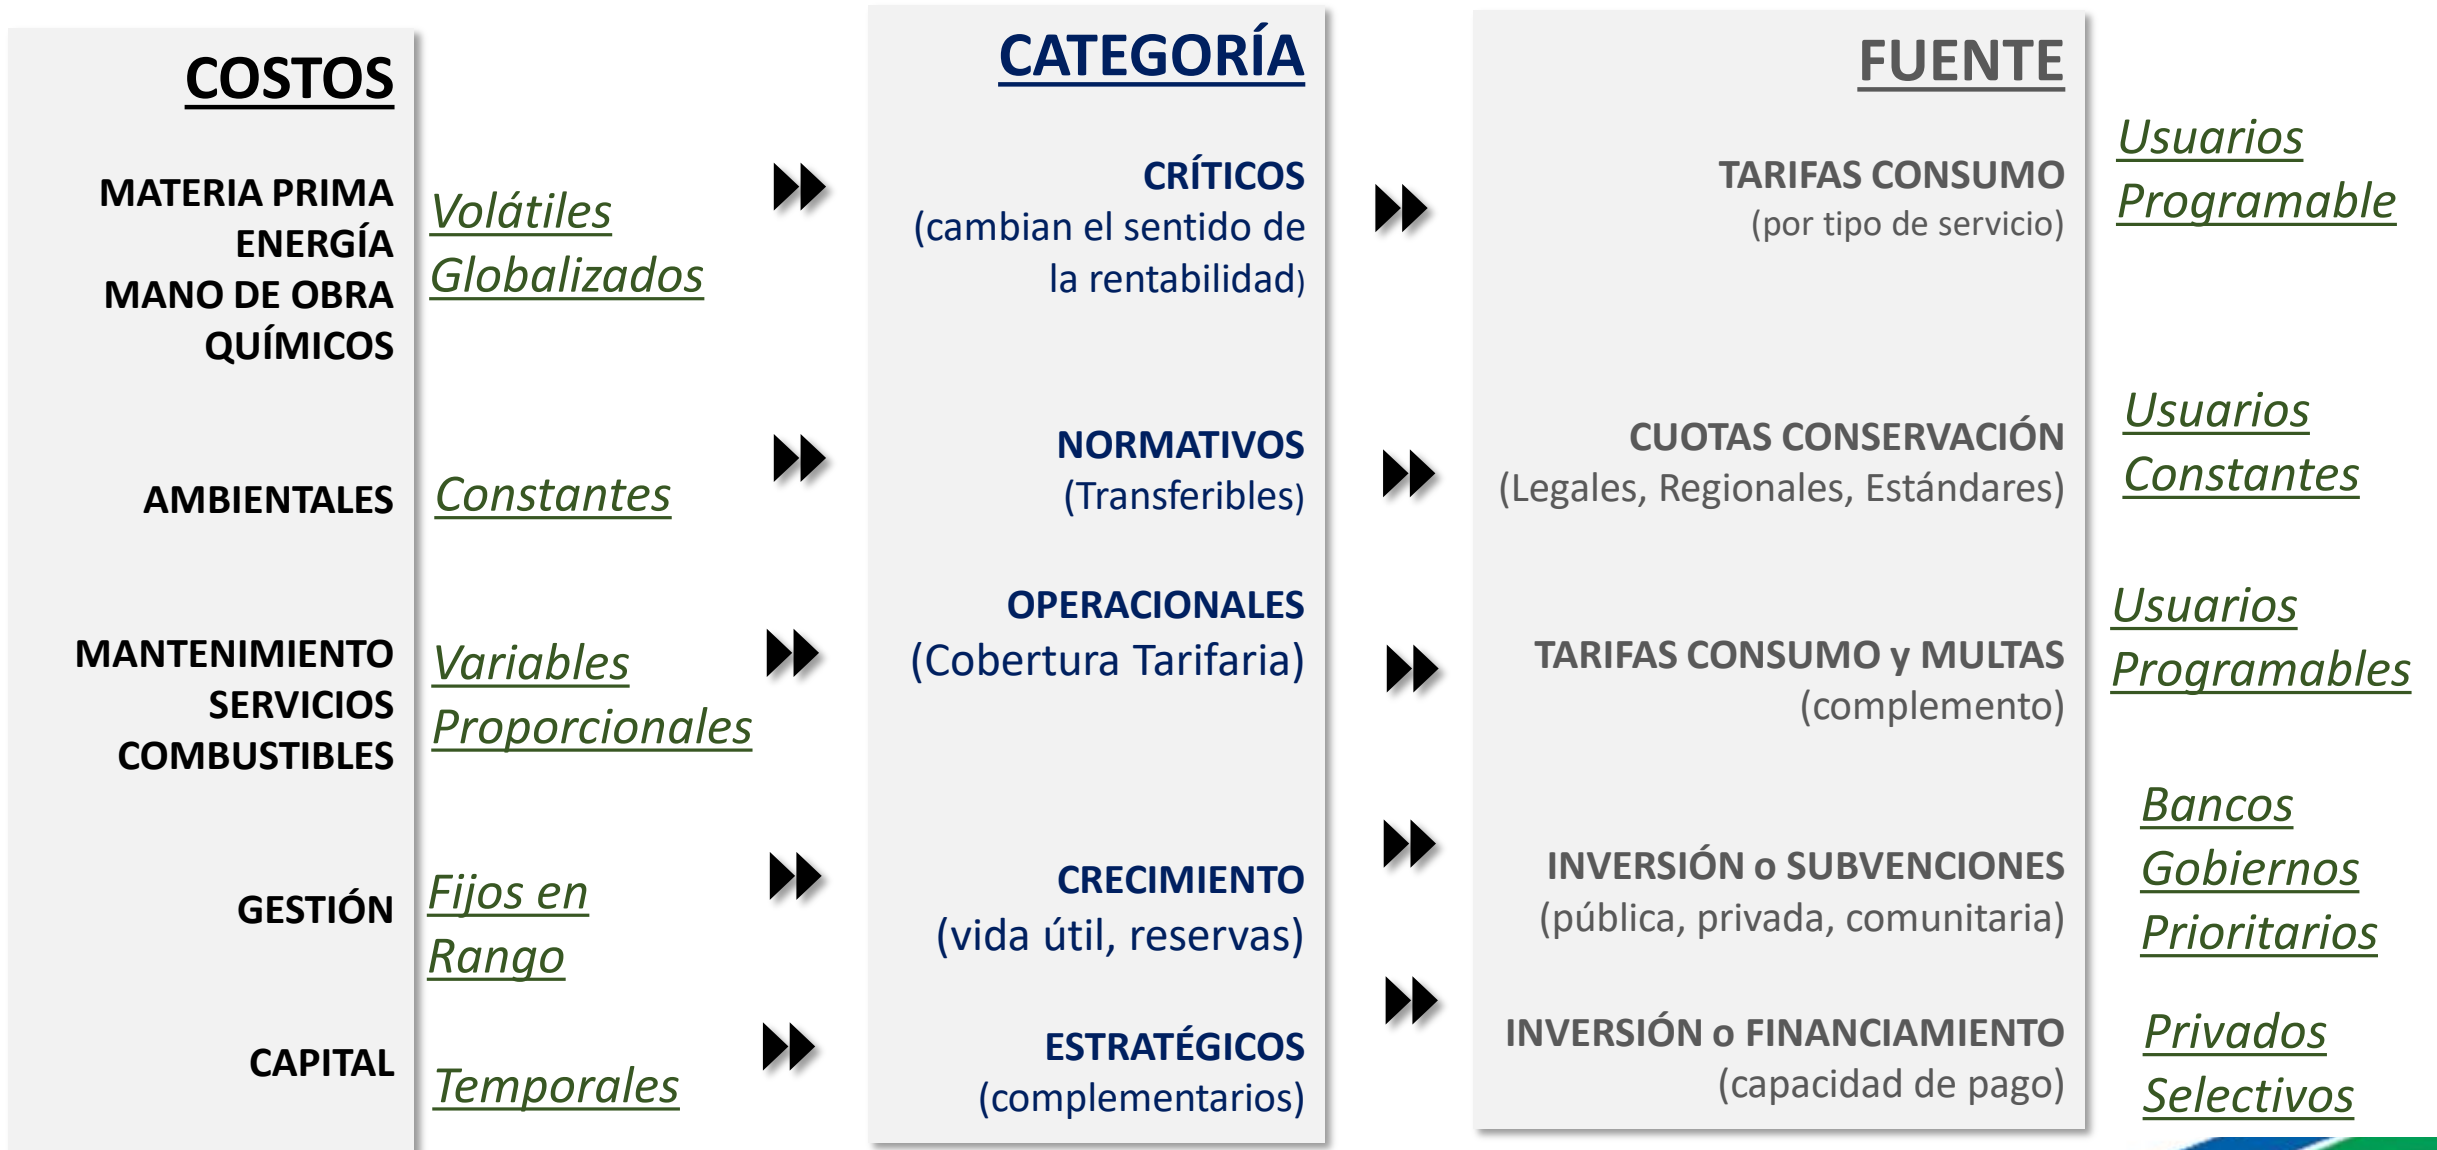 COSTOS
MATERIA PRIMA
ENERGÍA
MANO DE OBRA
QUÍMICOS
AMBIENTALES
MANTENIMIENTO
SERVICIOS
COMBUSTIBLES
GESTIÓN
CAPITAL
Volátiles
Globalizados
Constantes
Variables
Proporcionales
Fijos en
Rango
Temporales
CATEGORÍA
CRÍTICOS
(cambian el sentido de
la rentabilidad)
NORMATIVOS
(Transferibles)
OPERACIONALES
(Cobertura Tarifaria)
CRECIMIENTO
(vida útil, reservas)
ESTRATÉGICOS
(complementarios)
FUENTE
TARIFAS CONSUMO
(por tipo de servicio)
CUOTAS CONSERVACIÓN
(Legales, Regionales, Estándares)
TARIFAS CONSUMO y MULTAS
(complemento)
INVERSIÓN o SUBVENCIONES
(pública, privada, comunitaria)
INVERSIÓN o FINANCIAMIENTO
(capacidad de pago)
Usuarios
Programable
Usuarios
Constantes
Usuarios
Programables
Bancos
Gobiernos
Prioritarios
Privados
Selectivos